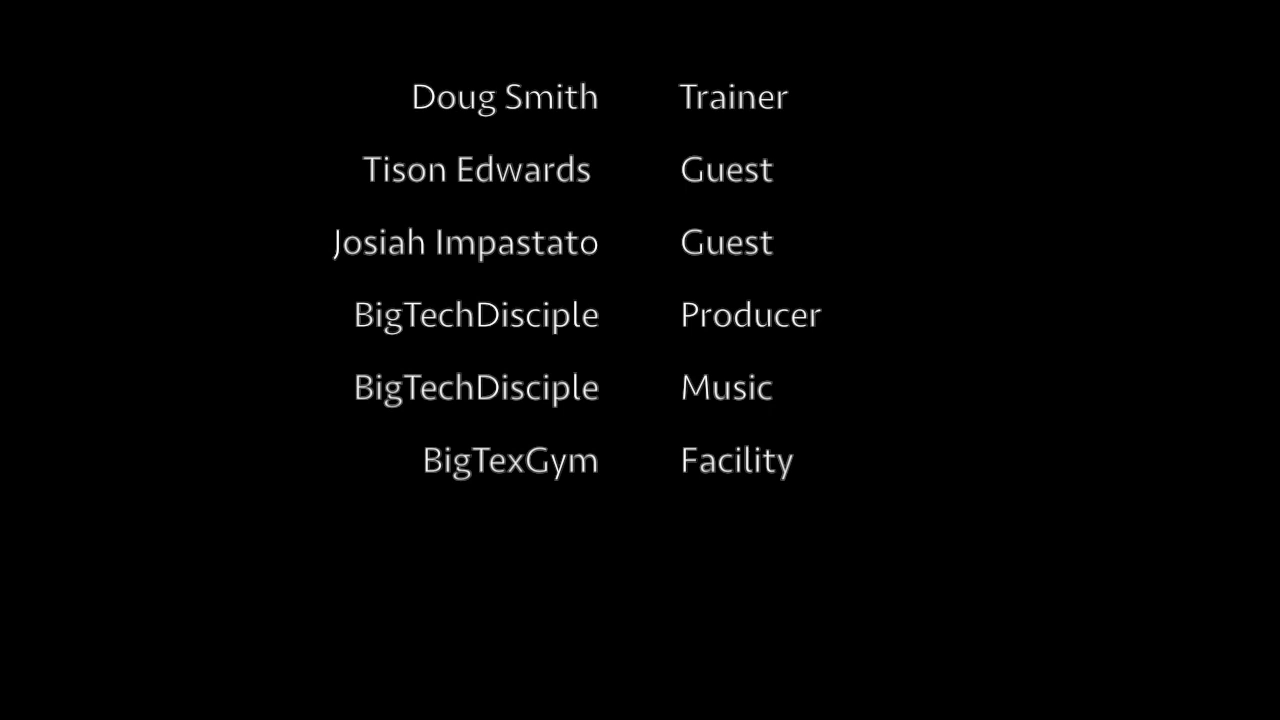 Doug Smith Trainer
Tison Edwards Guest
Josiah Impastato Guest
BigTechDisciple Producer
BigTechDisciple Music
BigTexGym Facility